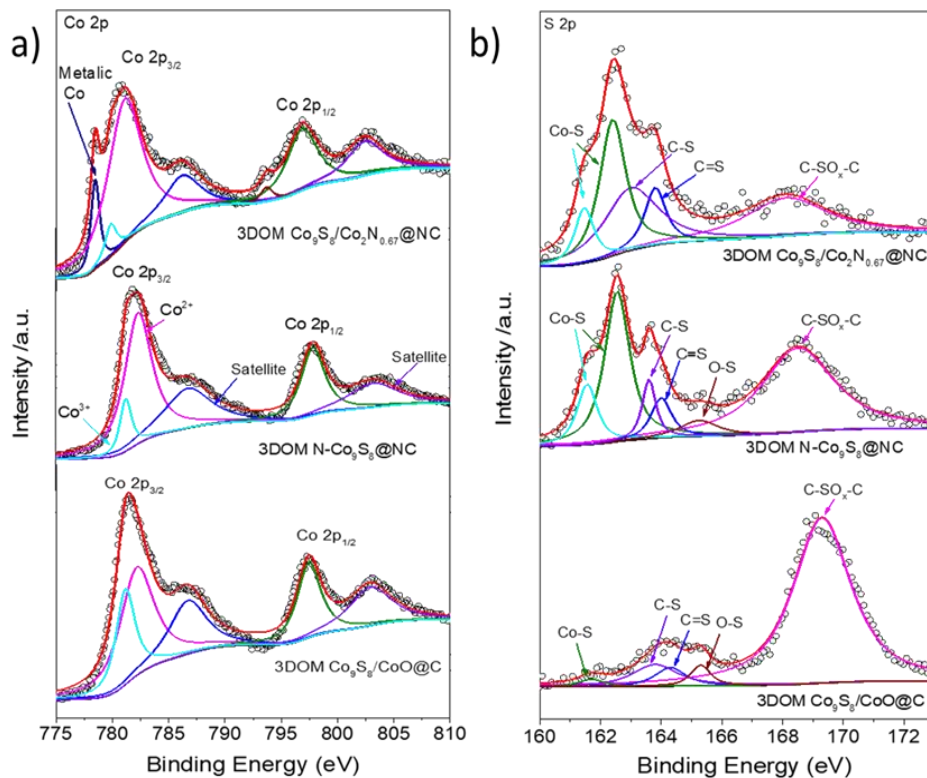 a)
Co 2p
Co 2p3/2
Metalic
Co
Co 2p1/2
3DOM Co9S8/Co2N0.67@NC
Co 2p3/2
Co2+
Co 2p1/2
Satellite
Satellite
Co3+
3DOM N-Co9S8@NC
Co 2p3/2
Co 2p1/2
3DOM Co9S8/CoO@C
Intensity /a.u.
775 780 785 790 795 800 805 810
Binding Energy (eV)
b)
S 2p
Co-S
C-S
C=S
C-SOx-C
3DOM Co9S8/Co2N0.67@NC
Co-S
C-S
C=S
O-S
C-SOx-C
3DOM N-Co9S8@NC
C-SOx-C
Co-S
C-S
C=S
O-S
3DOM Co9S8/CoO@C
Intensity /a.u.
160 162 164 166 168 170 172
Binding Energy (eV)